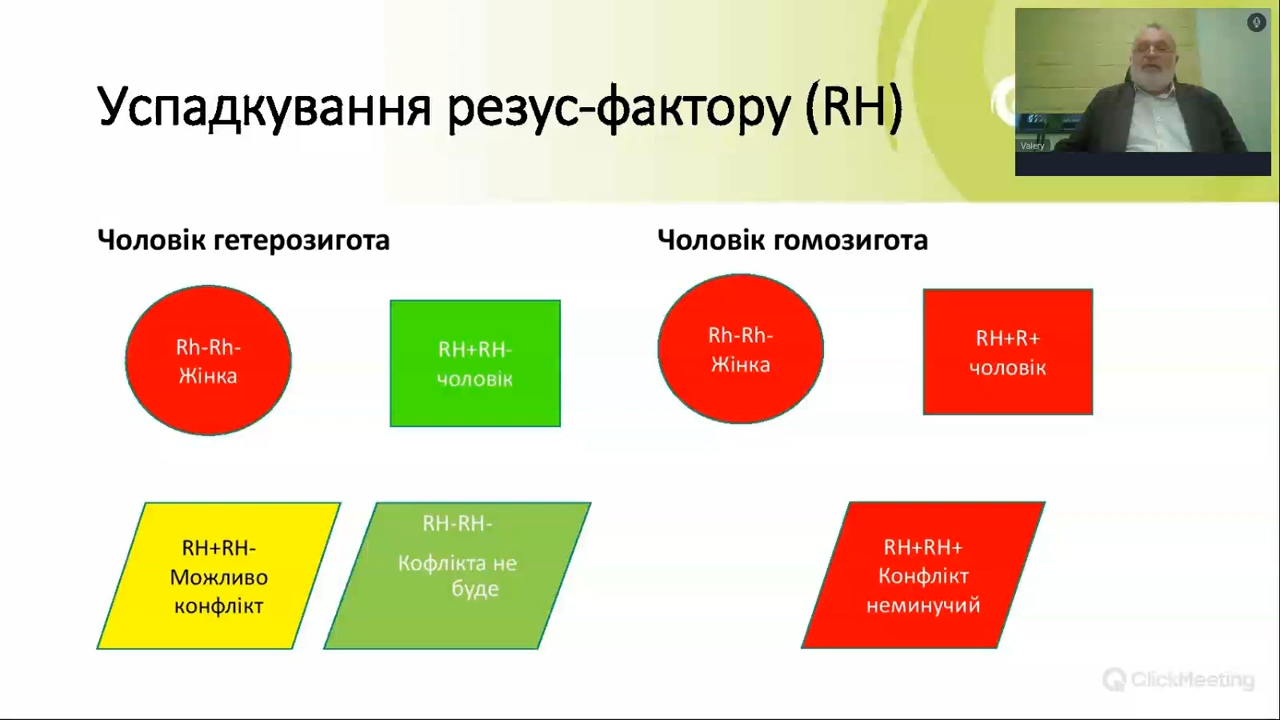 Успадкування резус-фактору (RH)
Valery
Чоловік гетерозигота
Чоловік гомозигота
Rh-Rh-
Жінка
RH+RH-
чоловік
Rh-Rh-
Жінка
RH+R+
чоловік
RH+RH-
Можливо
конфлікт
RH-RH-
Кофлікта не
буде
RH+RH+
Конфлікт
неминучий
ClickMeeting